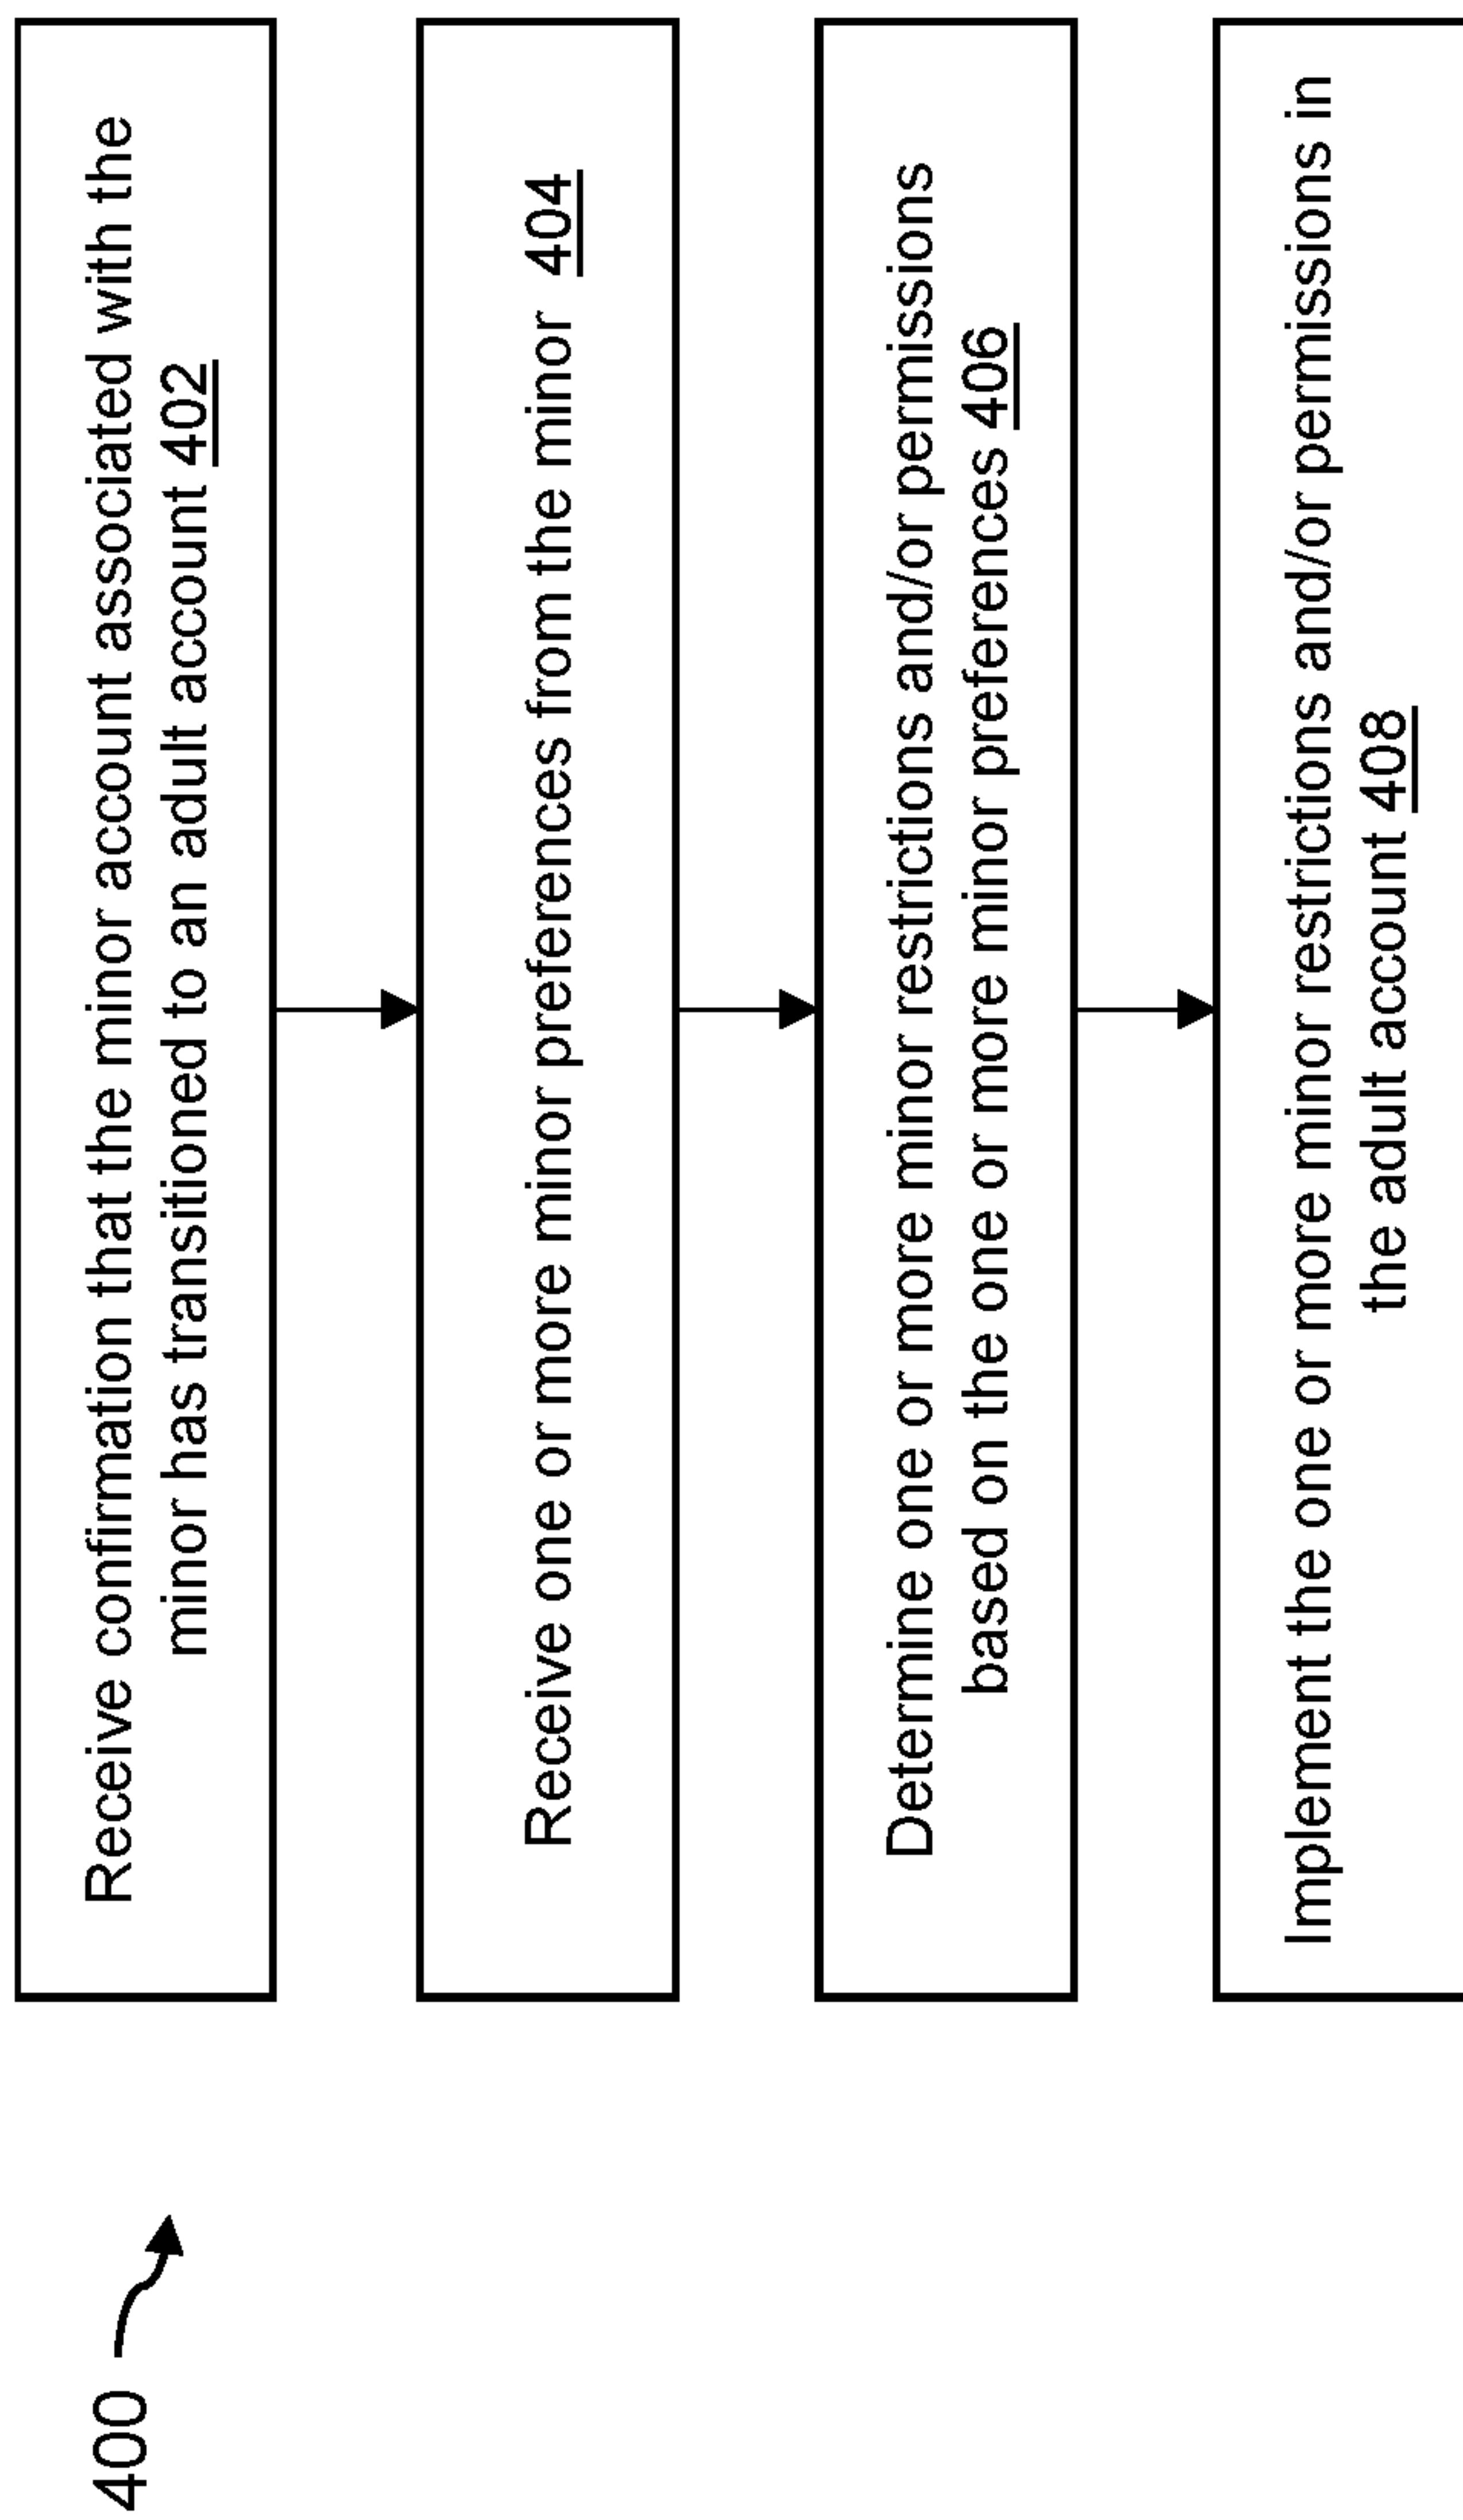 400
Receive confirmation that the minor account associated with the
minor has transitioned to an adult account 402
Receive one or more minor preferences from the minor 404
Determine one or more minor restrictions and/or permissions
based on the one or more minor preferences 406
Implement the one or more minor restrictions and/or permissions in
the adult account 408